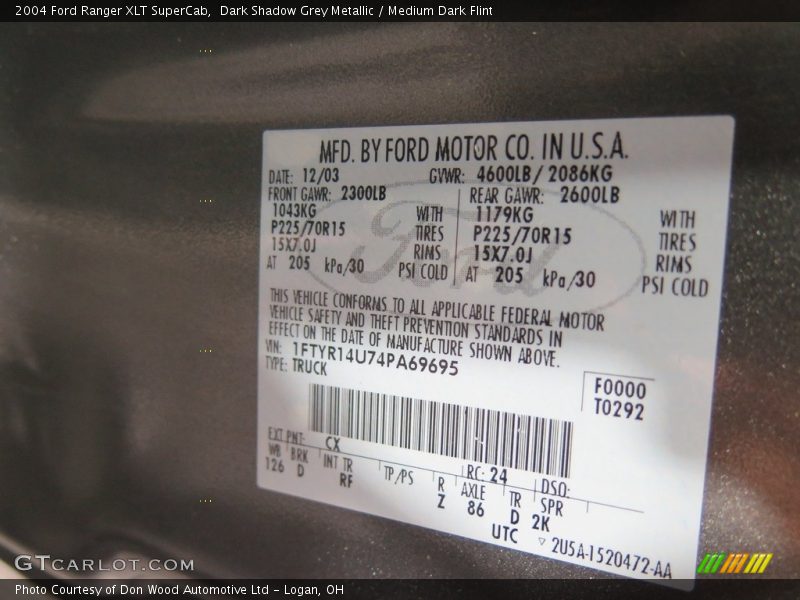 2004 Ford Ranger XLT SuperCab,  Dark Shadow Grey Metallic / Medium Dark Flint
MFD. BY FORD MOTOR CO. IN U.S.A.
DATE: 12/03 GVWR: 4600LB/ 2086KG
FRONT GAWR: 2300LB REAR GAWR: 2600LB
1043KG WITH 1179KG WITH
P225/70R15 TIRES P225/70R15 TIRES
15X7.0J RIMS 15X7.0J RIMS
AT 205 kPa/30 PSI COLD AT 205 kPa/30 PSI COLD
Ford
THIS VEHICLE CONFORMS TO ALL APPLICABLE FEDERAL MOTOR
VEHICLE SAFETY AND THEFT PREVENTION STANDARDS IN
EFFECT ON THE DATE OF MANUFACTURE SHOWN ABOVE.
VIN: 1FTYR14U74PA69695
TYPE: TRUCK
F0000
T0292
EXT PNT: CX RC: 24 DSO:
WB BRK INT TR TP/PS R AXLE TR SPR
126 D RF Z 86 D 2K
UTC ▽ 2U5A-1520472-AA
GTCARLOT.COM
Photo Courtesy of Don Wood Automotive Ltd - Logan, OH